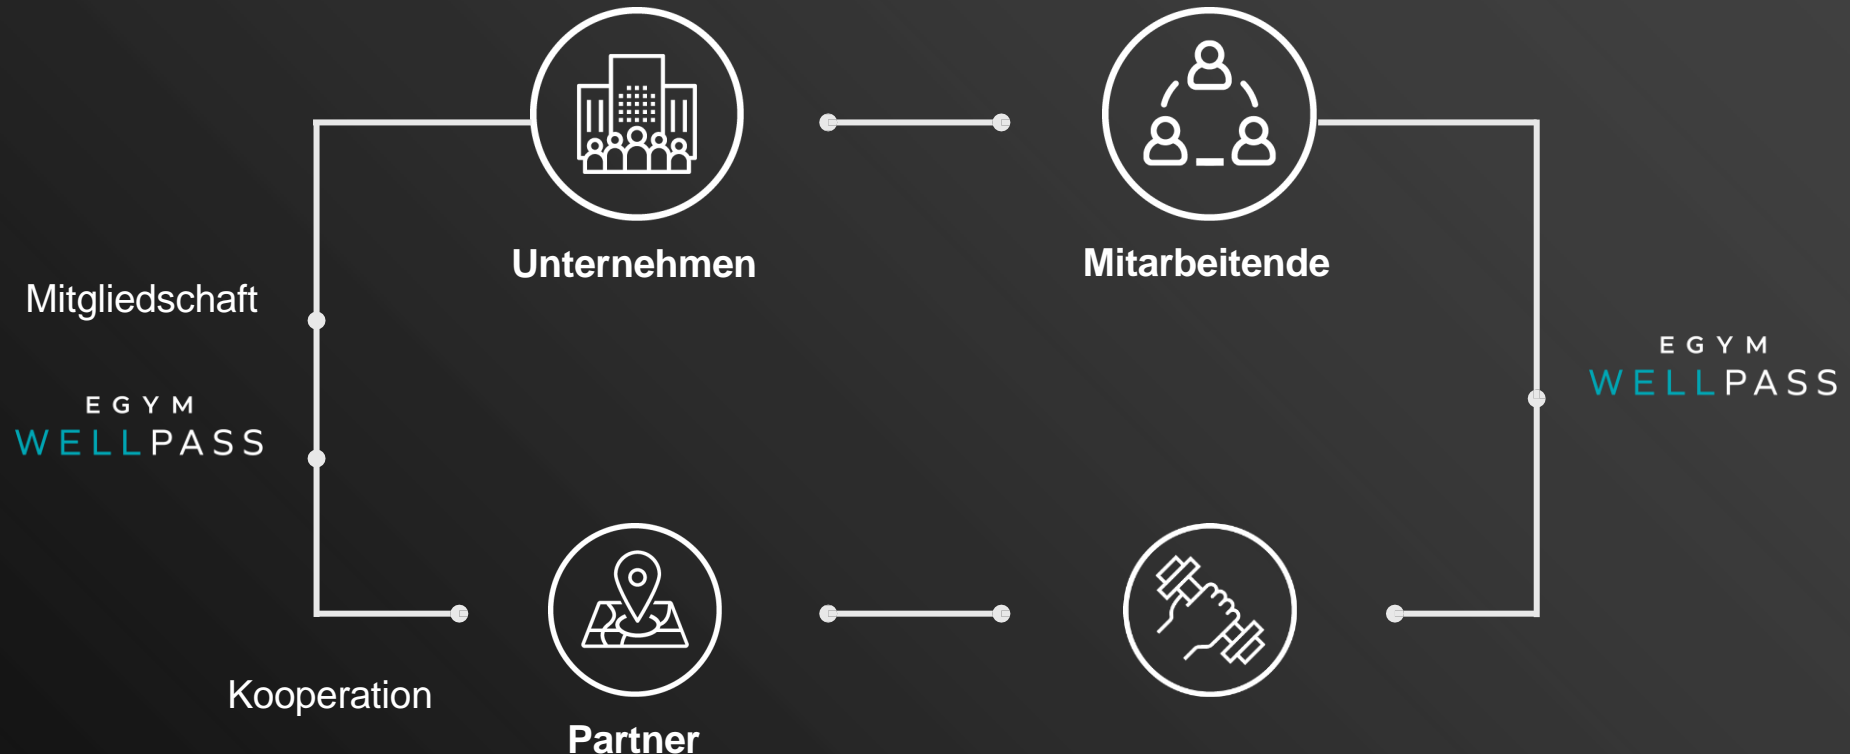 Unternehmen
Mitarbeitende
Mitgliedschaft
EGYM
WELLPASS
EGYM
WELLPASS
Kooperation
Partner